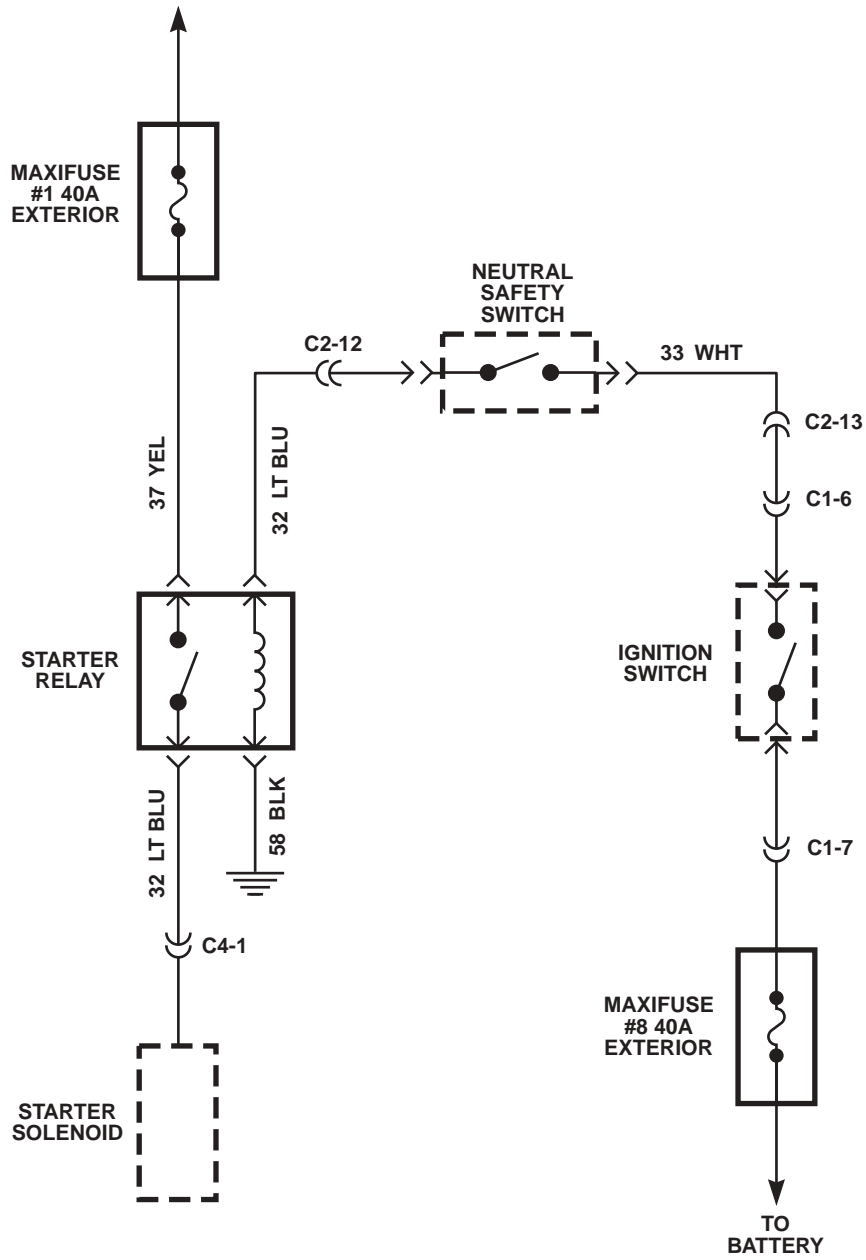 MAXIFUSE
#1 40A
EXTERIOR
NEUTRAL
SAFETY
SWITCH
C2-12
33 WHT
C2-13
37 YEL
32 LT BLU
C1-6
STARTER
RELAY
IGNITION
SWITCH
32 LT BLU
58 BLK
C1-7
C4-1
MAXIFUSE
#8 40A
EXTERIOR
STARTER
SOLENOID
TO
BATTERY